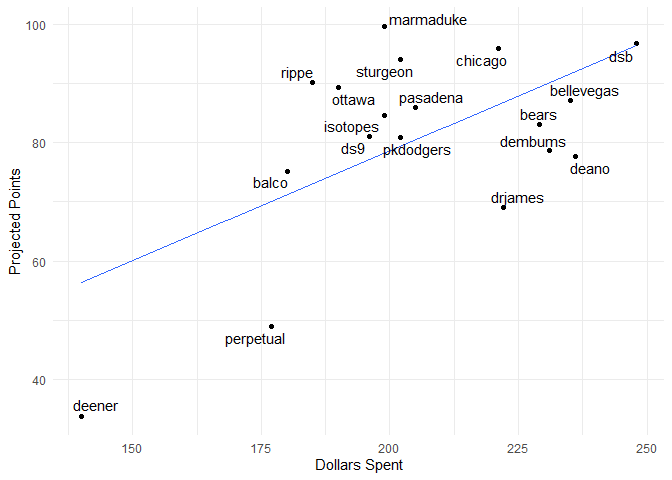 100
80
60
40
Projected Points
marmaduke
chicago
sturgeon
dsb
rippe
ottawa
bellevegas
pasadena
bears
isotopes
dembums
ds9
pkdodgers
deano
balco
drjames
perpetual
deener
150
175
200
225
250
Dollars Spent